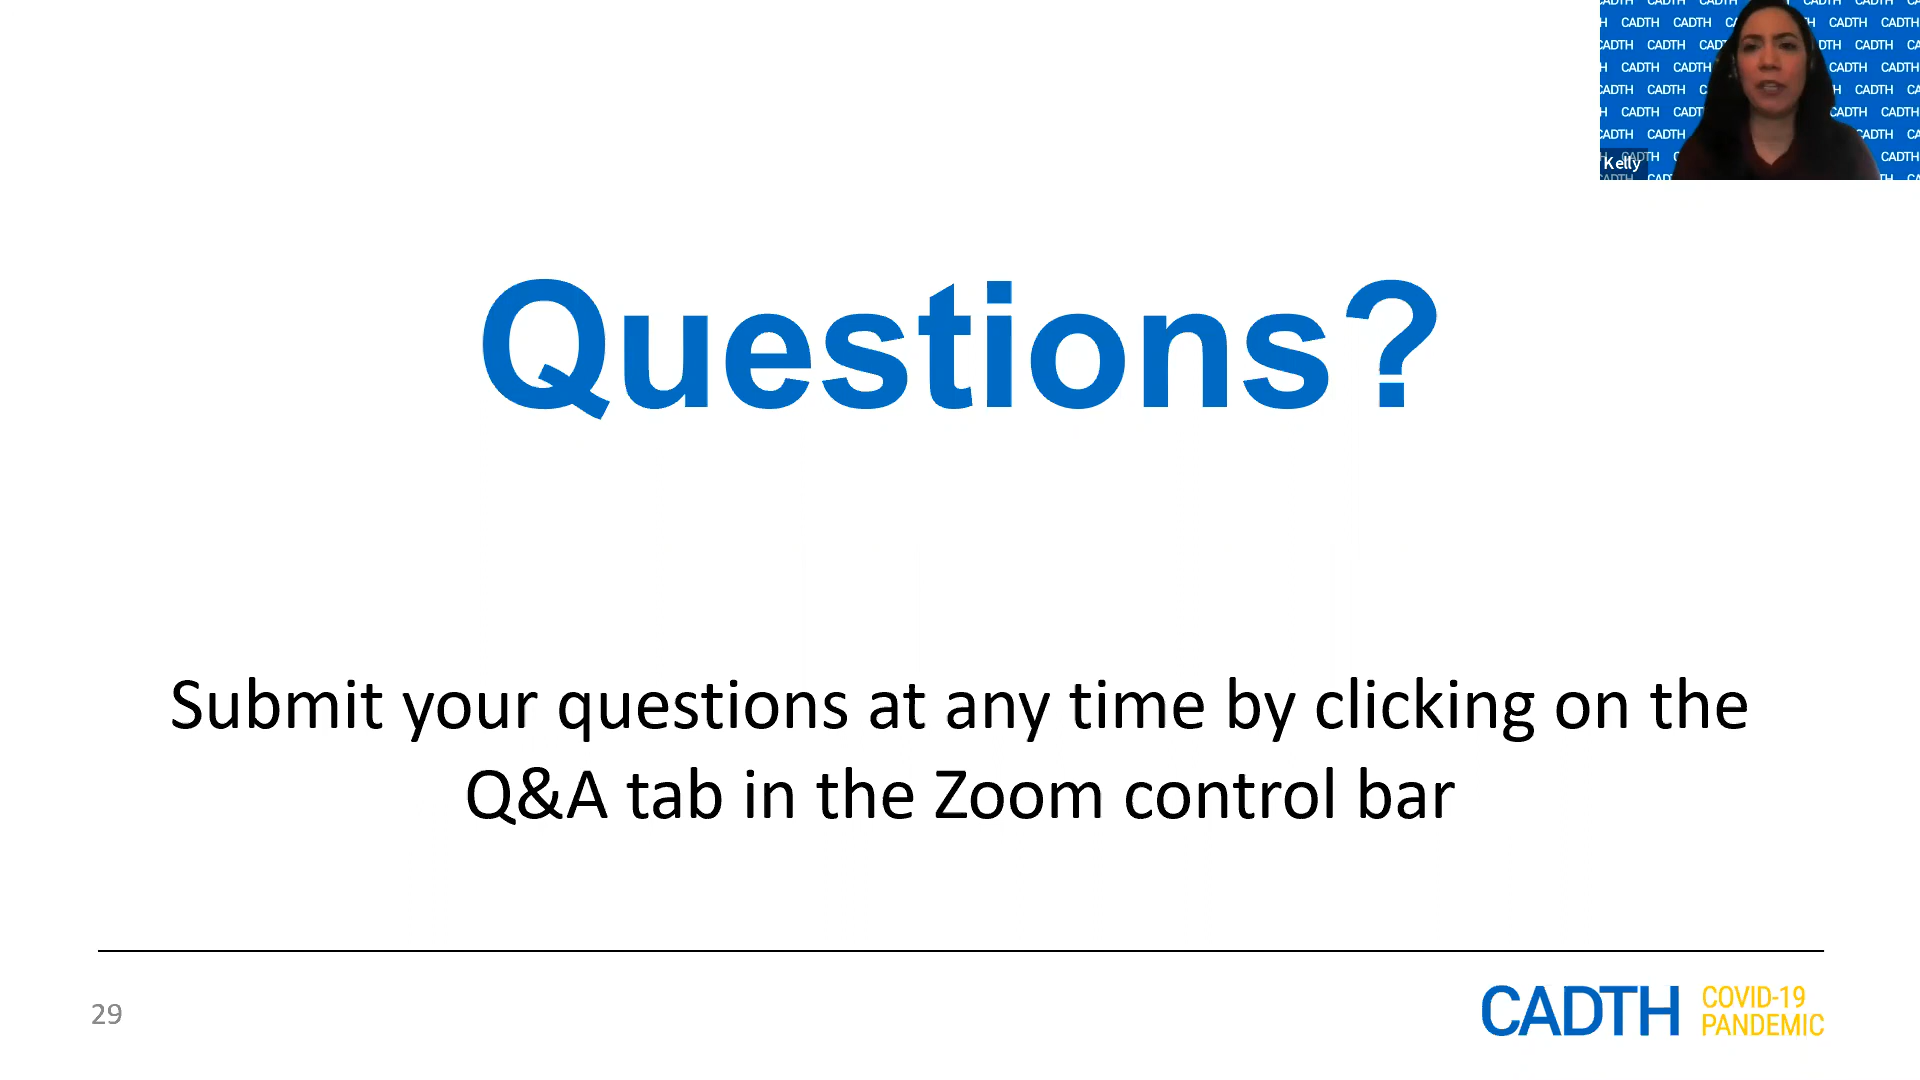 Kelly
Questions?
Submit your questions at any time by clicking on the
Q&A tab in the Zoom control bar
29
CADTH
COVID-19
PANDEMIC